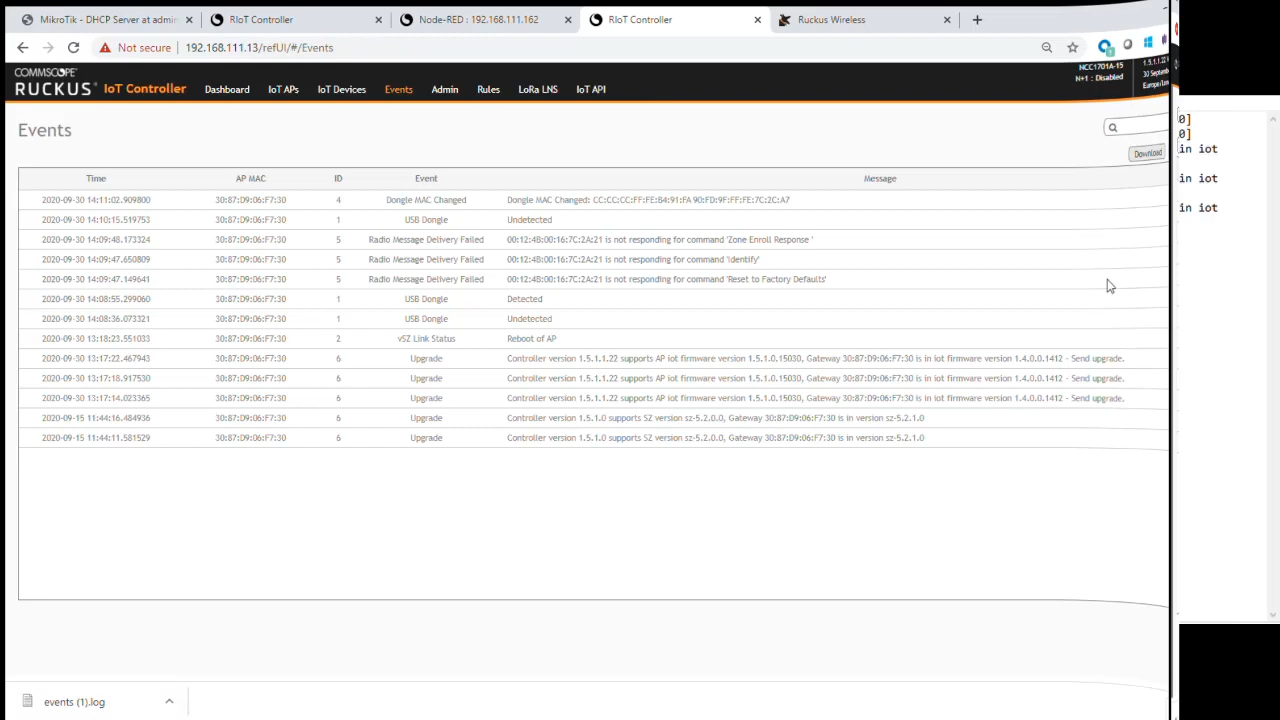 MikroTik - DHCP Server at admin
RIoT Controller
Node-RED : 192.168.111.162
RIoT Controller
Ruckus Wireless
Not secure 192.168.111.13/refUI/#/Events
COMMSCOPE
RUCKUS IoT Controller Dashboard IoT APs IoT Devices Events Admin Rules LoRa LNS IoT API
NCC1701A-15
N+1 : Disabled
1.5.1.1.22
30 September
Events
Download
Time AP MAC ID Event Message
2020-09-30 14:11:02.909800 30:87:D9:06:F7:30 4 Dongle MAC Changed Dongle MAC Changed: CC:CC:CC:FF:FE:B4:91:FA 90:FD:9F:FF:FE:7C:2C:A7
2020-09-30 14:10:15.519753 30:87:D9:06:F7:30 1 USB Dongle Undetected
2020-09-30 14:09:48.173324 30:87:D9:06:F7:30 5 Radio Message Delivery Failed 00:12:4B:00:16:7C:2A:21 is not responding for command 'Zone Enroll Response '
2020-09-30 14:09:47.650809 30:87:D9:06:F7:30 5 Radio Message Delivery Failed 00:12:4B:00:16:7C:2A:21 is not responding for command 'Identify'
2020-09-30 14:09:47.149641 30:87:D9:06:F7:30 5 Radio Message Delivery Failed 00:12:4B:00:16:7C:2A:21 is not responding for command 'Reset to Factory Defaults'
2020-09-30 14:08:55.299060 30:87:D9:06:F7:30 1 USB Dongle Detected
2020-09-30 14:08:36.073321 30:87:D9:06:F7:30 1 USB Dongle Undetected
2020-09-30 13:18:23.551033 30:87:D9:06:F7:30 2 vSZ Link Status Reboot of AP
2020-09-30 13:17:22.467943 30:87:D9:06:F7:30 6 Upgrade Controller version 1.5.1.1.22 supports AP iot firmware version 1.5.1.0.15030, Gateway 30:87:D9:06:F7:30 is in iot firmware version 1.4.0.0.1412 - Send upgrade.
2020-09-30 13:17:18.917530 30:87:D9:06:F7:30 6 Upgrade Controller version 1.5.1.1.22 supports AP iot firmware version 1.5.1.0.15030, Gateway 30:87:D9:06:F7:30 is in iot firmware version 1.4.0.0.1412 - Send upgrade.
2020-09-30 13:17:14.023365 30:87:D9:06:F7:30 6 Upgrade Controller version 1.5.1.1.22 supports AP iot firmware version 1.5.1.0.15030, Gateway 30:87:D9:06:F7:30 is in iot firmware version 1.4.0.0.1412 - Send upgrade.
2020-09-15 11:44:16.484936 30:87:D9:06:F7:30 6 Upgrade Controller version 1.5.1.0 supports SZ version sz-5.2.0.0, Gateway 30:87:D9:06:F7:30 is in version sz-5.2.1.0
2020-09-15 11:44:11.581529 30:87:D9:06:F7:30 6 Upgrade Controller version 1.5.1.0 supports SZ version sz-5.2.0.0, Gateway 30:87:D9:06:F7:30 is in version sz-5.2.1.0
0]
0]
in iot
in iot
in iot
events (1).log